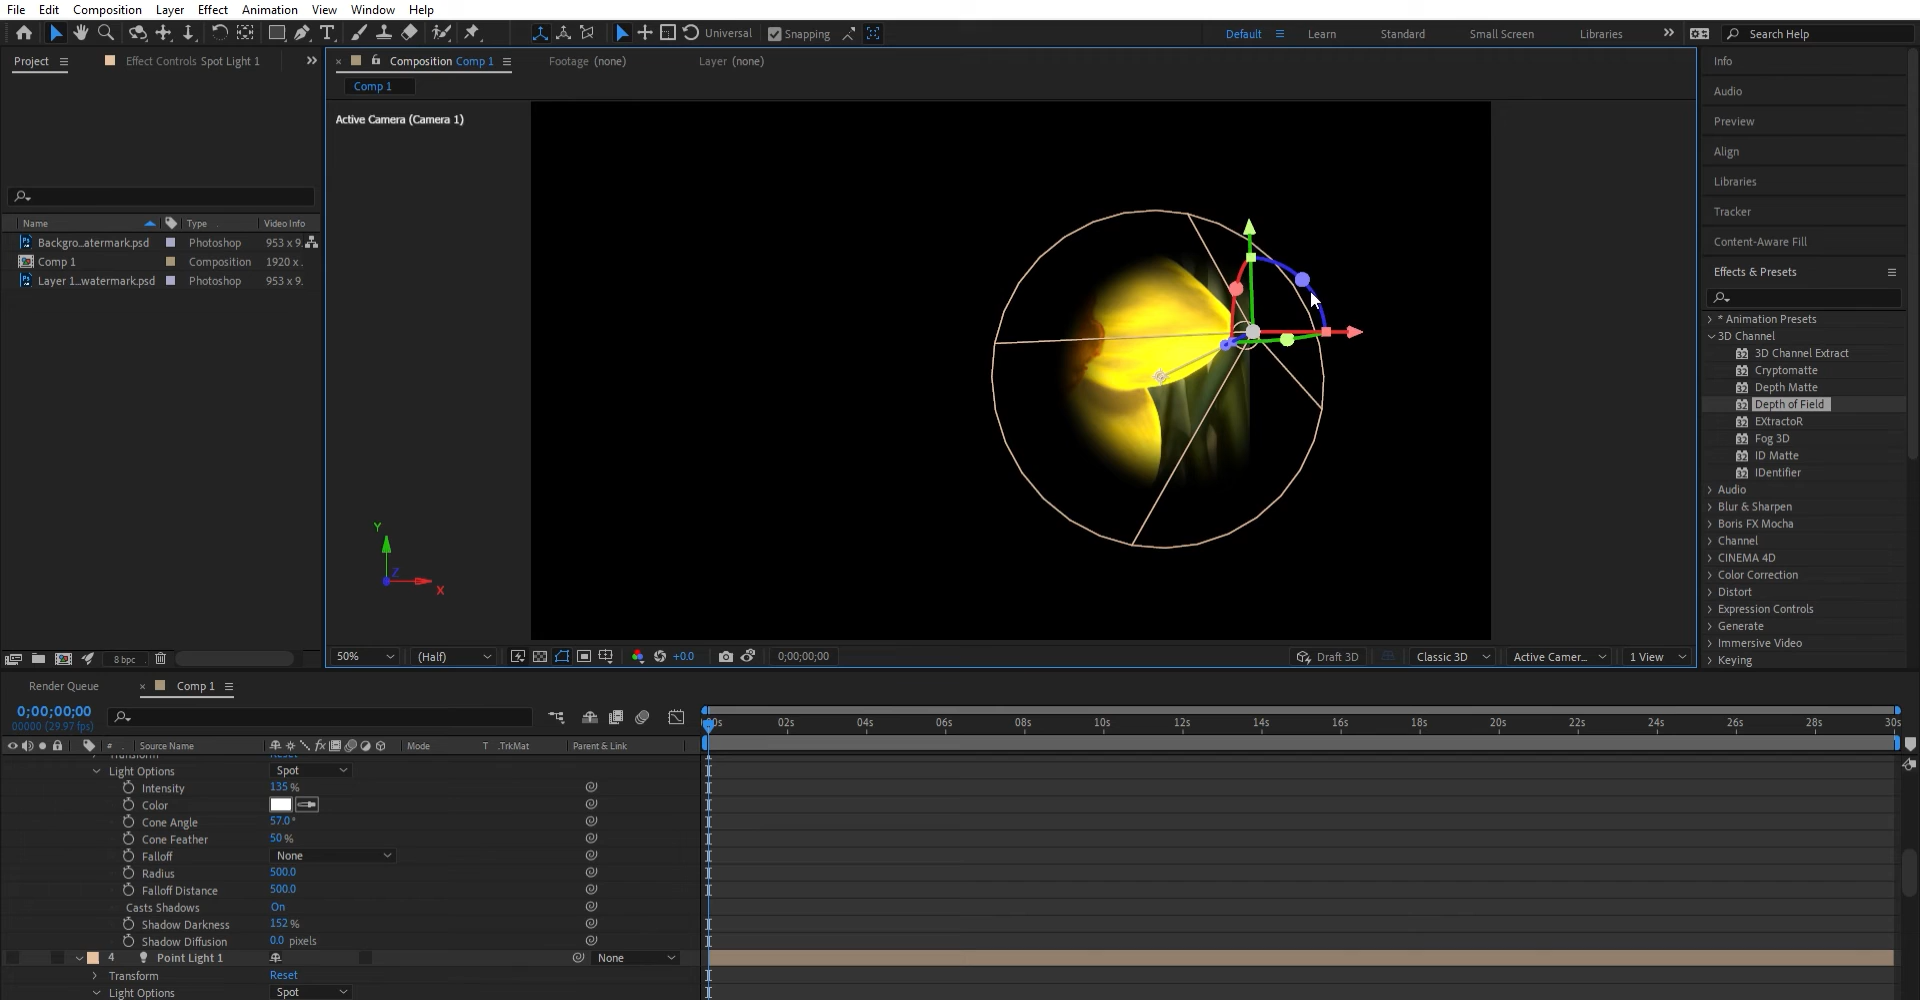 File Edit Composition Layer Effect Animation View Window Help
Universal Snapping Default Learn Standard Small Screen Libraries Search Help
Project Effect Controls Spot Light 1
Composition Comp 1 Footage (none) Layer (none)
Comp 1
Active Camera (Camera 1)
Name Type Video Info
Backgro...atermark.psd Photoshop 953 x 9.
Comp 1 Composition 1920 x.
Layer 1...watermark.psd Photoshop 953 x 9.
Y
Z
X
8 bpc
50% (Half) +0.0 0;00;00;00 Draft 3D Classic 3D Active Camer... 1 View
Info
Audio
Preview
Align
Libraries
Tracker
Content-Aware Fill
Effects & Presets
* Animation Presets
3D Channel
3D Channel Extract
Cryptomatte
Depth Matte
Depth of Field
EXtractoR
Fog 3D
ID Matte
IDentifier
Audio
Blur & Sharpen
Boris FX Mocha
Channel
CINEMA 4D
Color Correction
Distort
Expression Controls
Generate
Immersive Video
Keying
Render Queue Comp 1
0;00;00;00
00000 (29.97 fps)
02s 04s 06s 08s 10s 12s 14s 16s 18s 20s 22s 24s 26s 28s 30s
# Source Name Mode T .TrkMat Parent & Link
Light Options Spot
Intensity 135 %
Color
Cone Angle 57.0°
Cone Feather 50 %
Falloff None
Radius 500.0
Falloff Distance 500.0
Casts Shadows On
Shadow Darkness 152 %
Shadow Diffusion 0.0 pixels
4 Point Light 1 None
Transform Reset
Light Options Spot